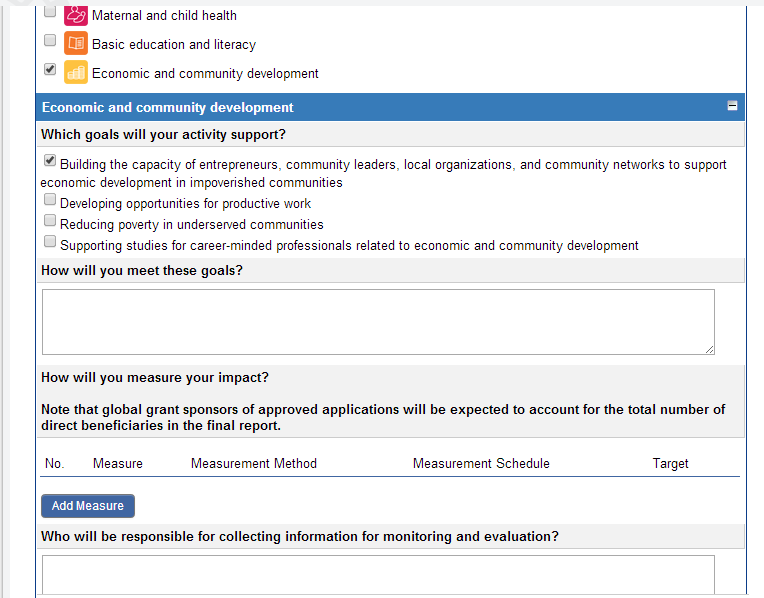 Maternal and child health
Basic education and literacy
Economic and community development
Economic and community development
Which goals will your activity support?
Building the capacity of entrepreneurs, community leaders, local organizations, and community networks to support
economic development in impoverished communities
Developing opportunities for productive work
Reducing poverty in underserved communities
Supporting studies for career-minded professionals related to economic and community development
How will you meet these goals?
How will you measure your impact?
Note that global grant sponsors of approved applications will be expected to account for the total number of
direct beneficiaries in the final report.
No. Measure Measurement Method Measurement Schedule Target
Add Measure
Who will be responsible for collecting information for monitoring and evaluation?